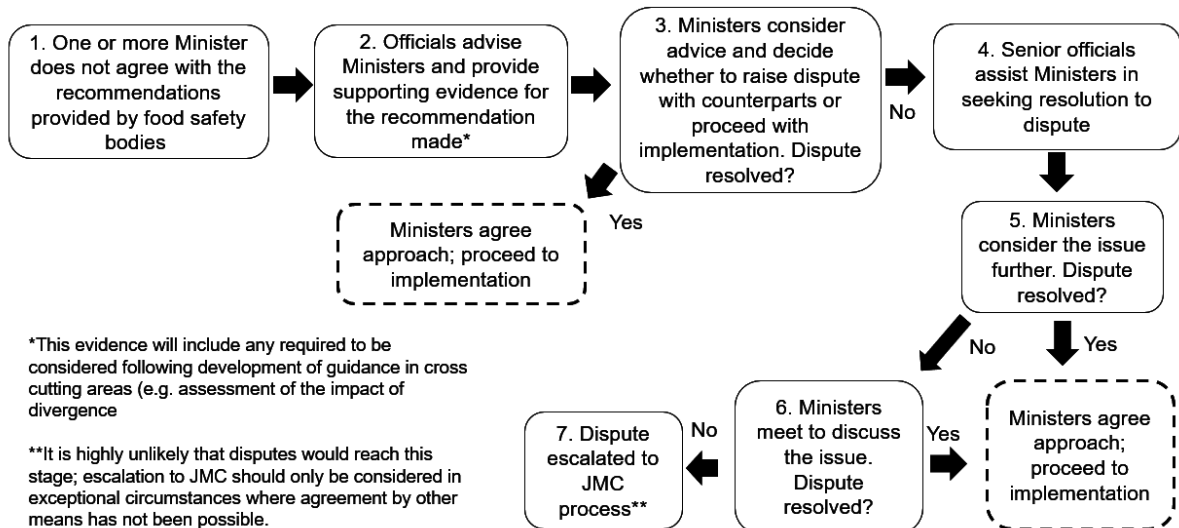 1. One or more Minister
does not agree with the
recommendations
provided by food safety
bodies
2. Officials advise
Ministers and provide
supporting evidence for
the recommendation
made*
3. Ministers consider
advice and decide
whether to raise dispute
with counterparts or
proceed with
implementation. Dispute
resolved?
No
4. Senior officials
assist Ministers in
seeking resolution to
dispute
Yes
Ministers agree
approach; proceed to
implementation
5. Ministers
consider the issue
further. Dispute
resolved?
No
Yes
*This evidence will include any required to be
considered following development of guidance in cross
cutting areas (e.g. assessment of the impact of
divergence
**It is highly unlikely that disputes would reach this
stage; escalation to JMC should only be considered in
exceptional circumstances where agreement by other
means has not been possible.
6. Ministers
meet to discuss
the issue.
Dispute
resolved?
Yes
Ministers agree
approach;
proceed to
implementation
No
7. Dispute
escalated to
JMC
process**